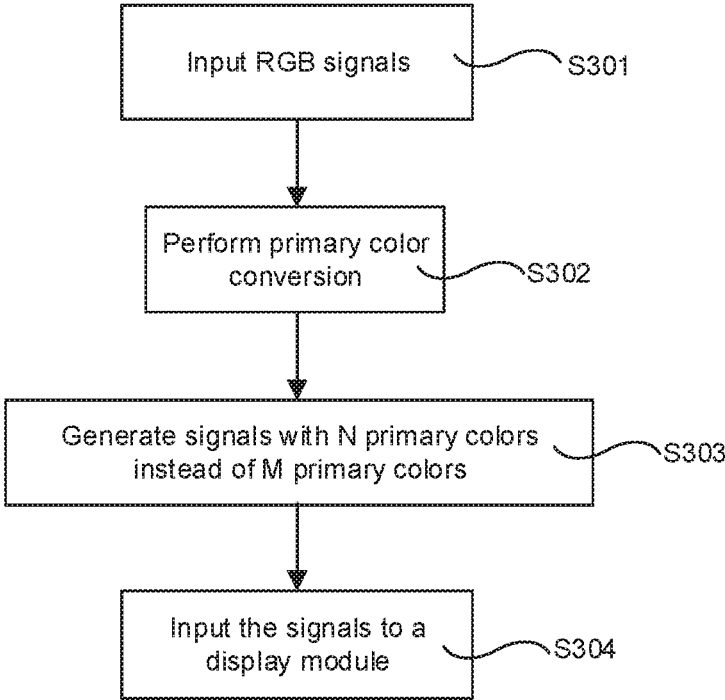 Input RGB signals
S301
Perform primary color
conversion
S302
Generate signals with N primary colors
instead of M primary colors
S303
Input the signals to a
display module
S304